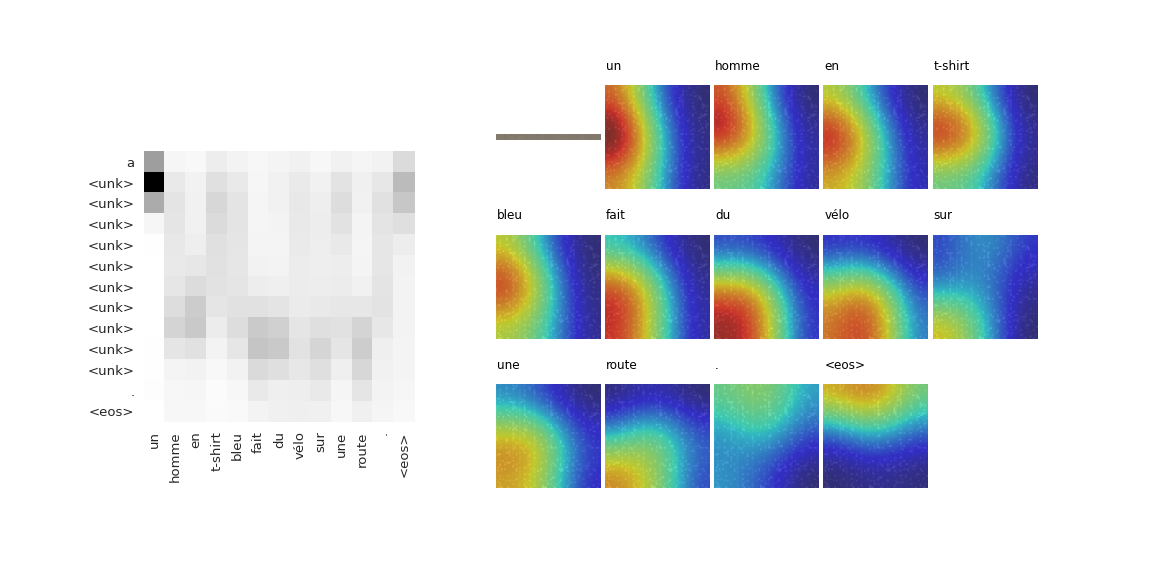 a
<unk>
<unk>
<unk>
<unk>
<unk>
<unk>
<unk>
<unk>
<unk>
<unk>
.
<eos>
un homme en t-shirt bleu fait du vélo sur une route . <eos>
un homme en t-shirt
bleu fait du vélo sur
une route . <eos>